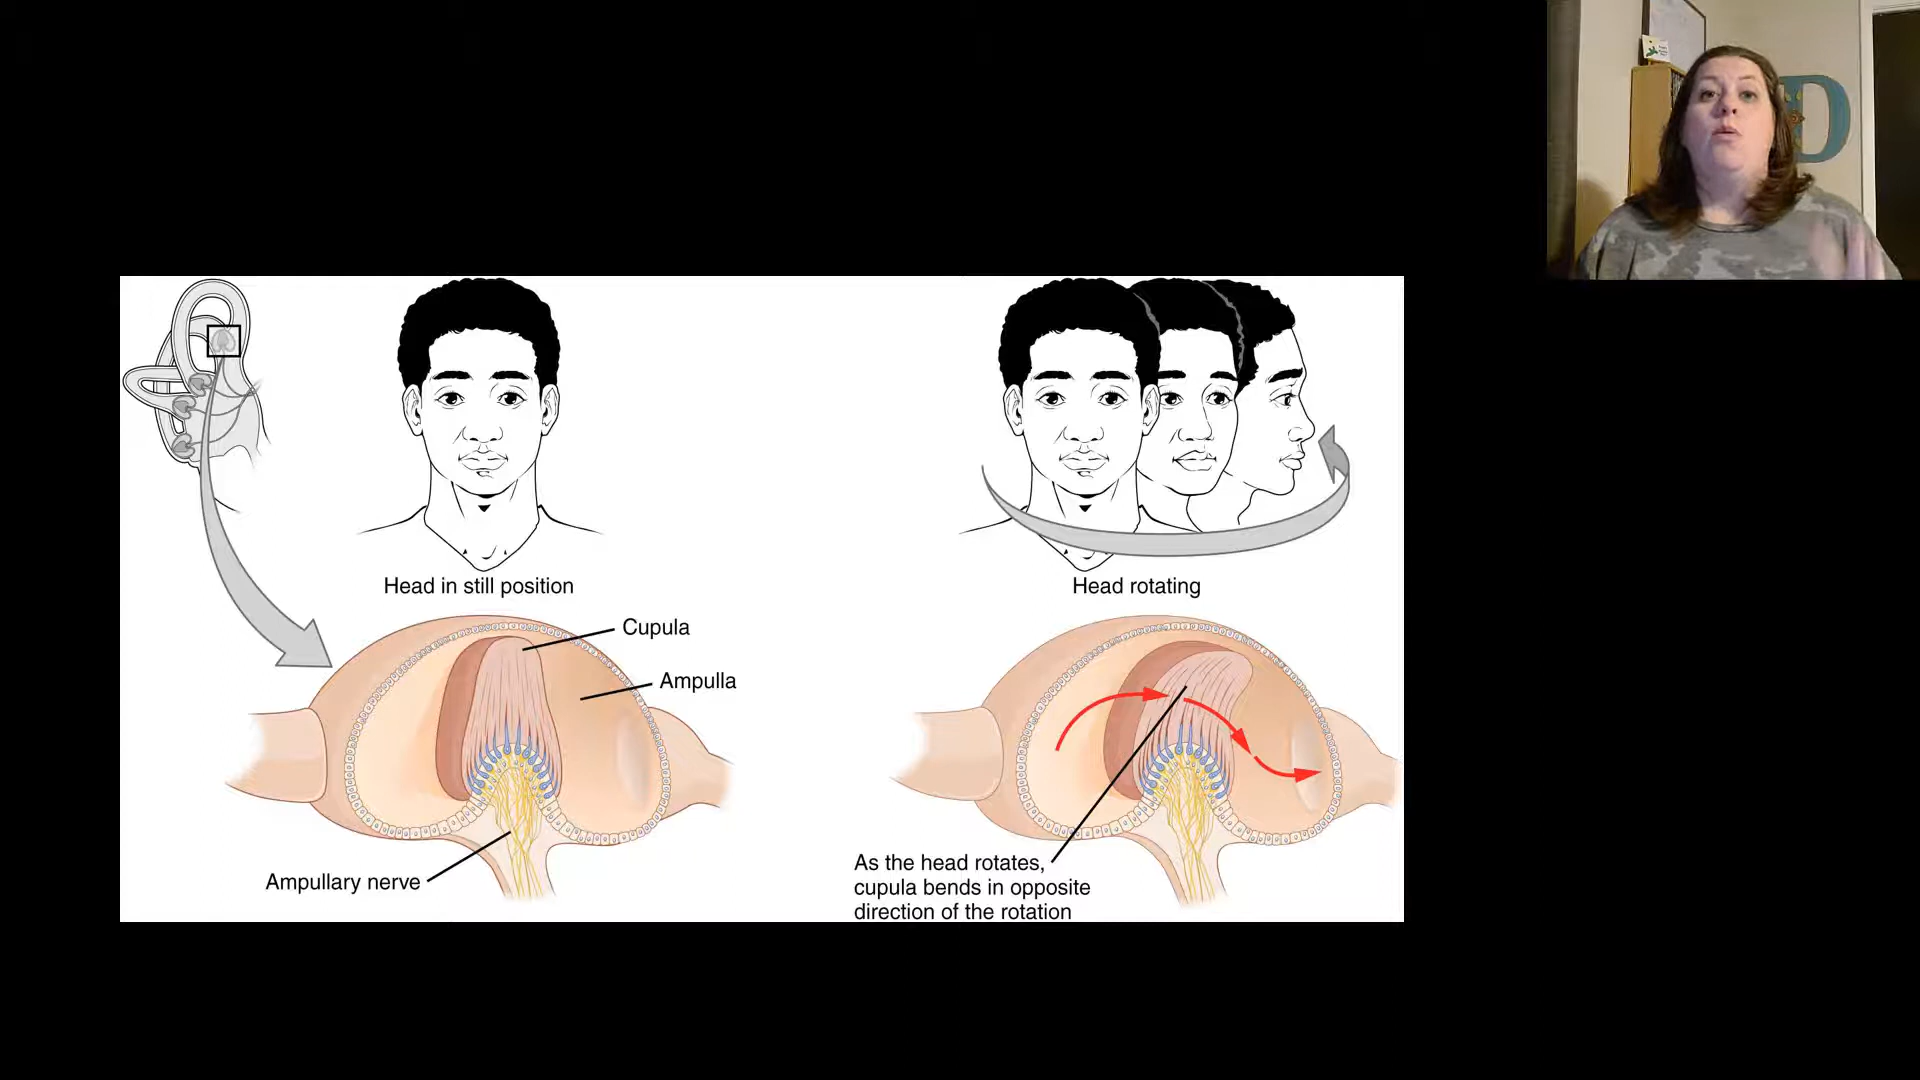 Head in still position
Head rotating
Cupula
Ampulla
Ampullary nerve
As the head rotates,
cupula bends in opposite
direction of the rotation
D